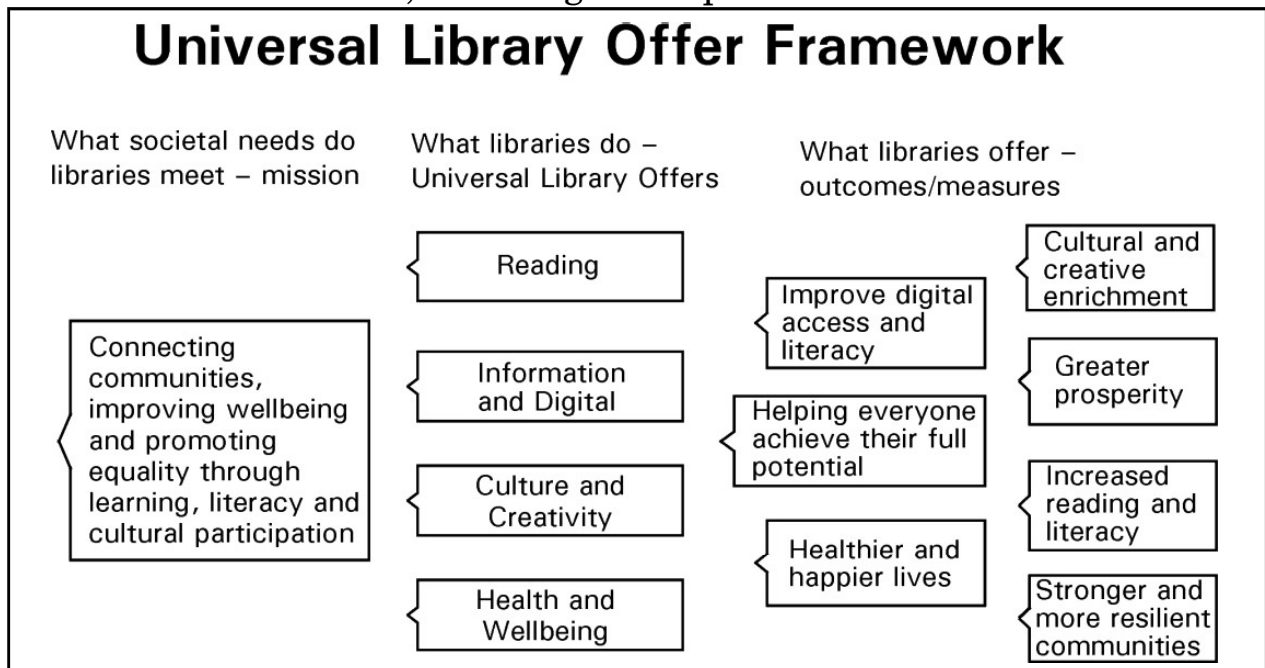 Universal Library Offer Framework
What societal needs do
libraries meet – mission
What libraries do –
Universal Library Offers
What libraries offer –
outcomes/measures
Connecting
communities,
improving wellbeing
and promoting
equality through
learning, literacy and
cultural participation
Reading
Information
and Digital
Culture and
Creativity
Health and
Wellbeing
Improve digital
access and
literacy
Helping everyone
achieve their full
potential
Healthier and
happier lives
Cultural and
creative
enrichment
Greater
prosperity
Increased
reading and
literacy
Stronger and
more resilient
communities